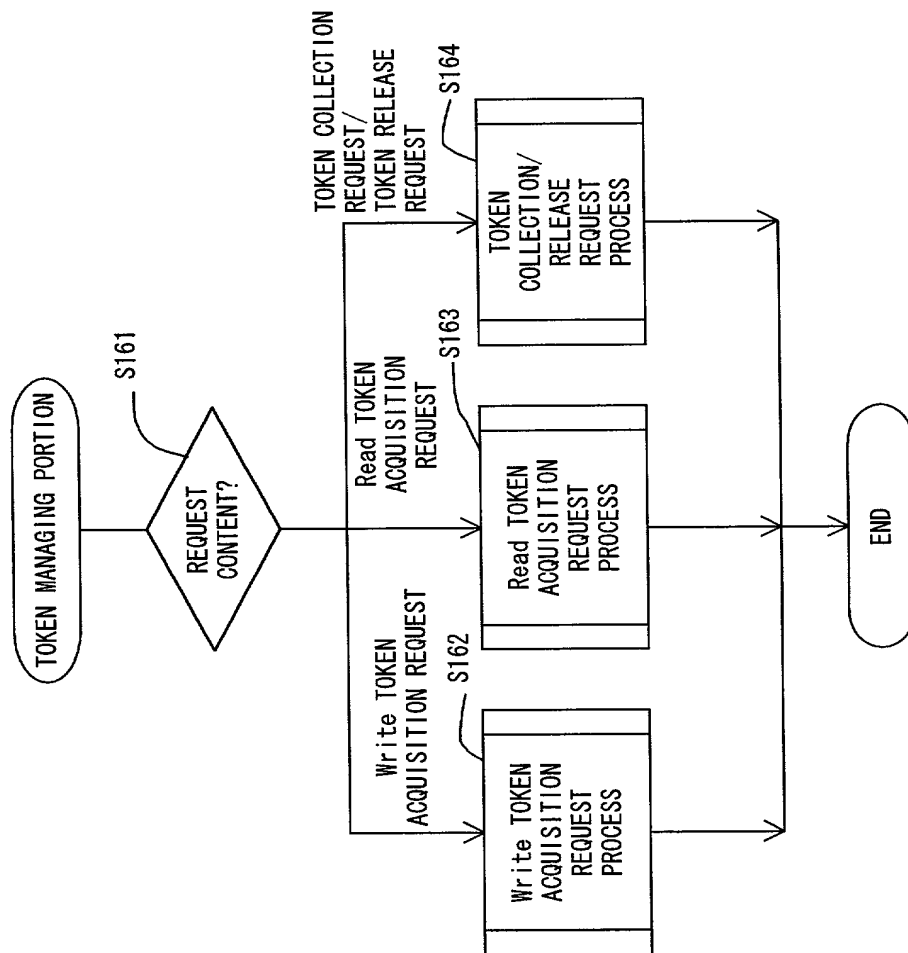 TOKEN MANAGING PORTION
S161
REQUEST
CONTENT?
Write TOKEN
ACQUISITION REQUEST
S162
Write TOKEN
ACQUISITION
REQUEST
PROCESS
Read TOKEN
ACQUISITION
REQUEST
S163
Read TOKEN
ACQUISITION
REQUEST
PROCESS
TOKEN COLLECTION
REQUEST/
TOKEN RELEASE
REQUEST
S164
TOKEN
COLLECTION/
RELEASE
REQUEST
PROCESS
END